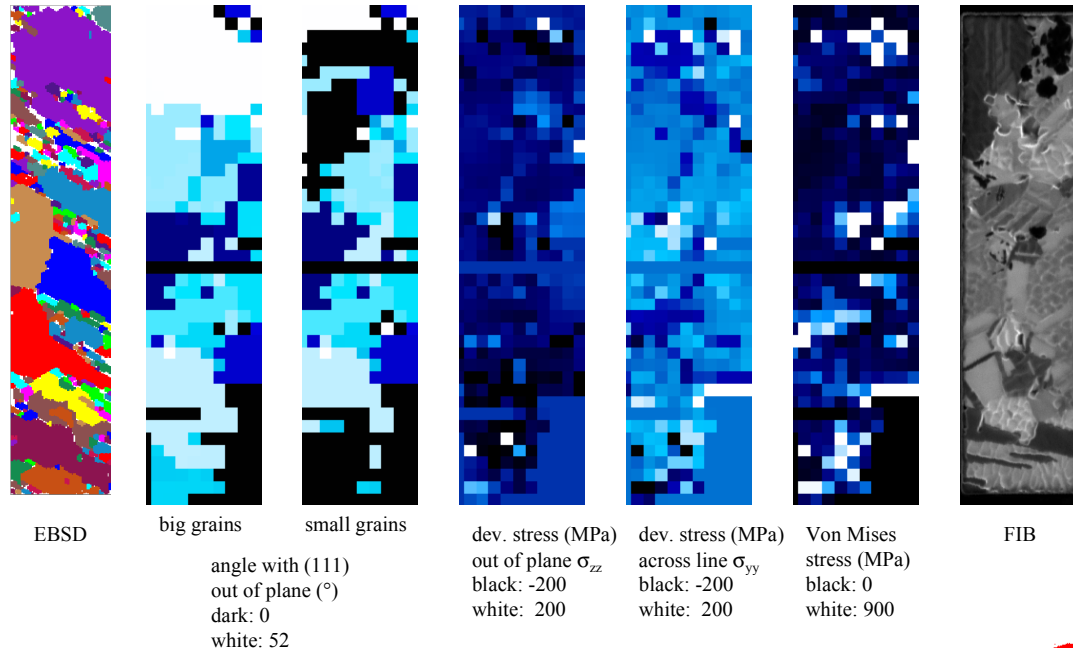 EBSD
big grains
small grains
angle with (111)
out of plane (°)
dark: 0
white: 52
dev. stress (MPa)
out of plane σzz
black: -200
white: 200
dev. stress (MPa)
across line σyy
black: -200
white: 200
Von Mises
stress (MPa)
black: 0
white: 900
FIB